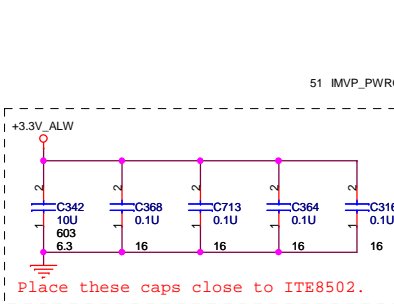 51 IMVP_PWRG
+3.3V_ALW
2 2 2 2 2
C342 C368 C713 C364 C316
10U 0.1U 0.1U 0.1U 0.1U
1 1 1 1 1
603
6.3 16 16 16 16
Place these caps close to ITE8502.